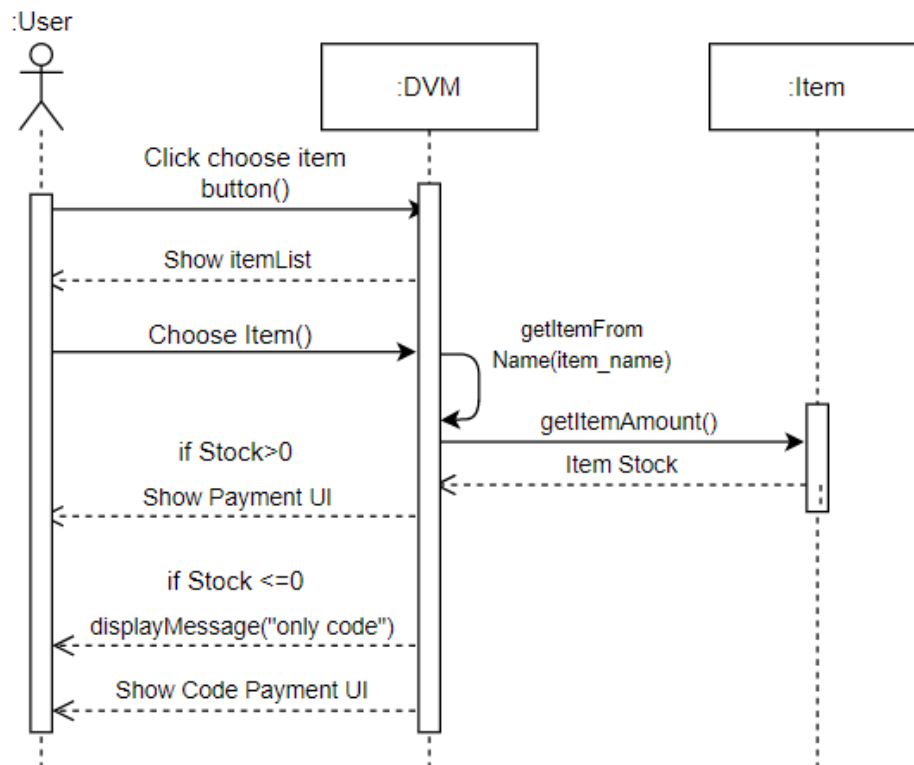 :User
:DVM
:Item
Click choose item
button()
Show itemList
Choose Item()
getItemFrom
Name(item_name)
getItemAmount()
if Stock>0
Item Stock
Show Payment UI
if Stock <=0
displayMessage("only code")
Show Code Payment UI